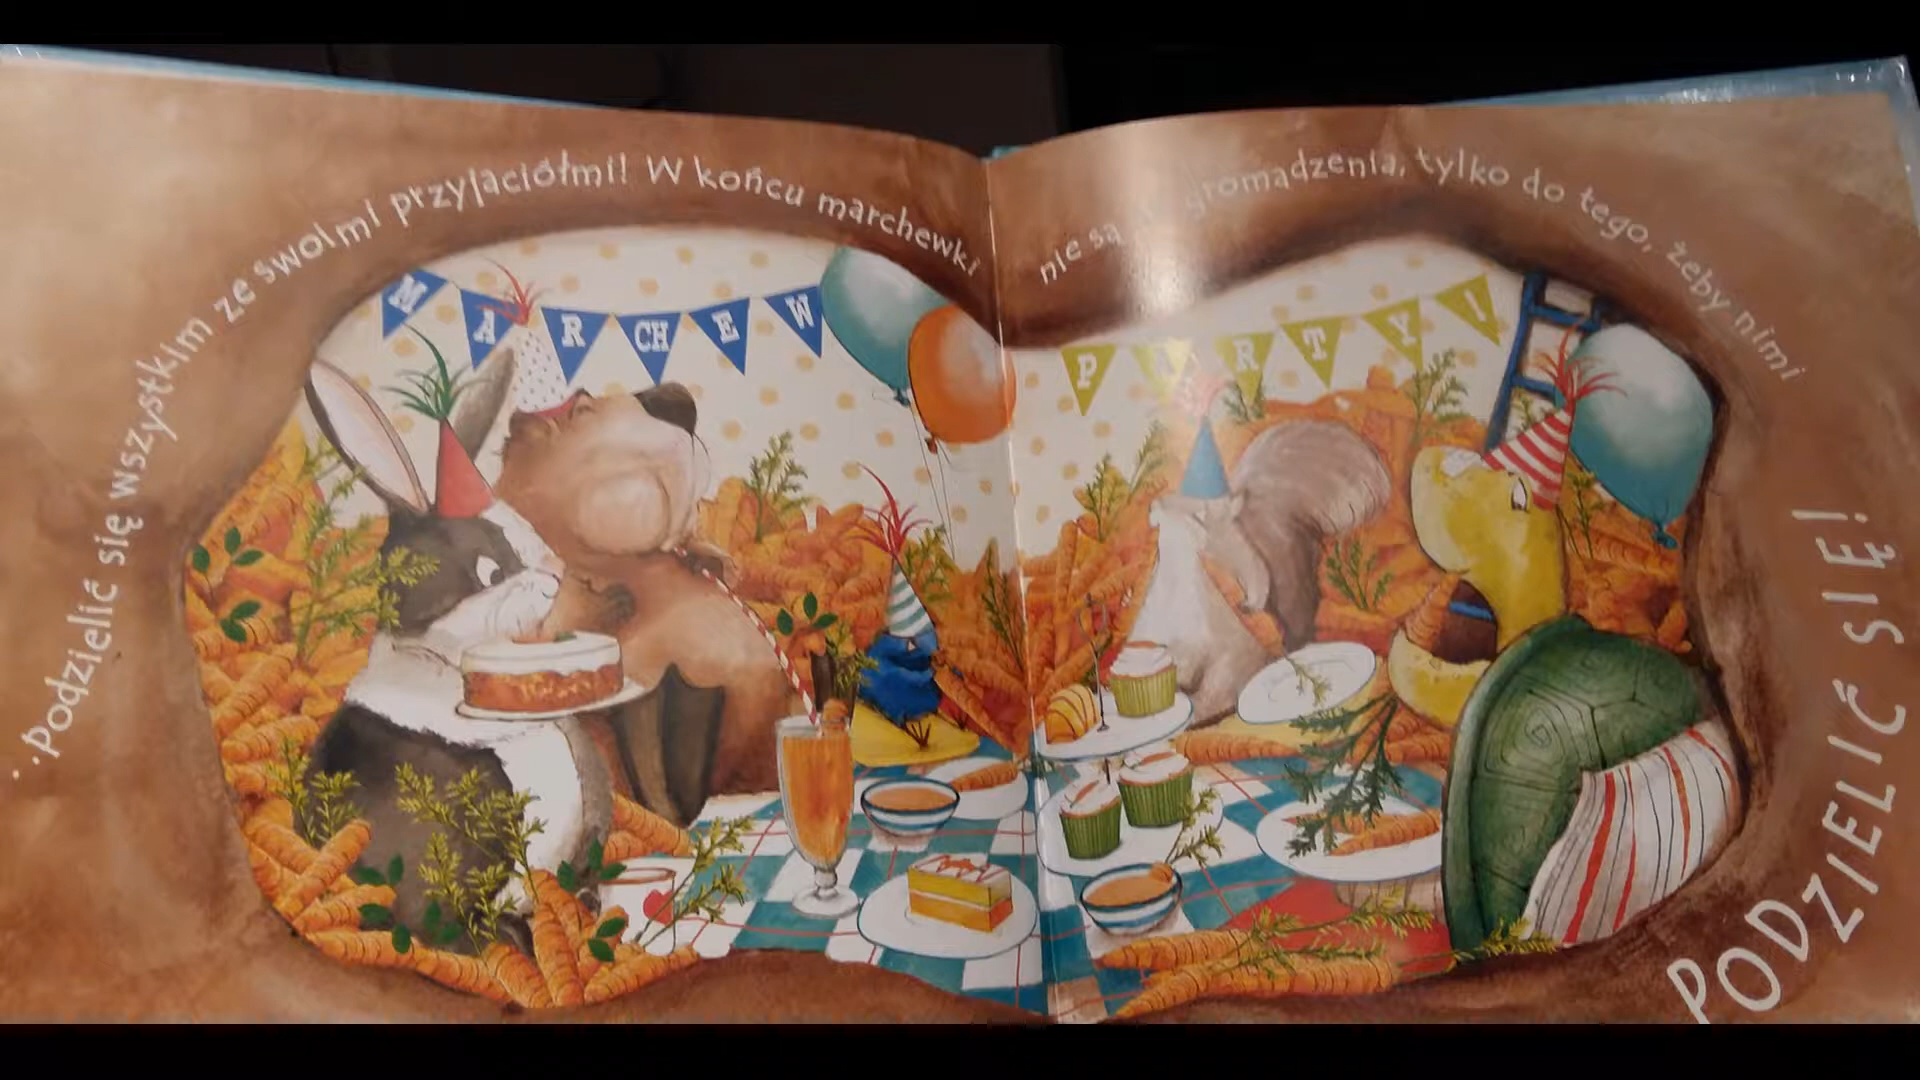 ..Podzielić się wszystkim ze swoimi przyjaciółmi! W końcu marchewki
nie są gromadzenia, tylko do tego, żeby nimi
PODZIELIĆ SIĘ!
MARCHEW
PARTY!